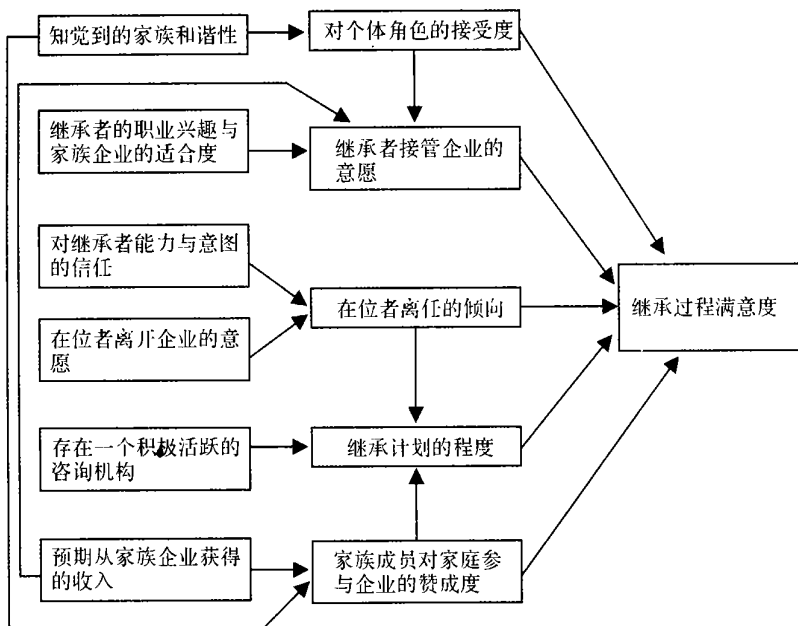 知觉到的家族和谐性
对个体角色的接受度
继承者的职业兴趣与
家族企业的适合度
继承者接管企业的
意愿
对继承者能力与意图
的信任
在位者离任的倾向
继承过程满意度
在位者离开企业的意
愿
存在一个积极活跃的
咨询机构
继承计划的程度
预期从家族企业获得
的收入
家族成员对家庭参
与企业的赞成度